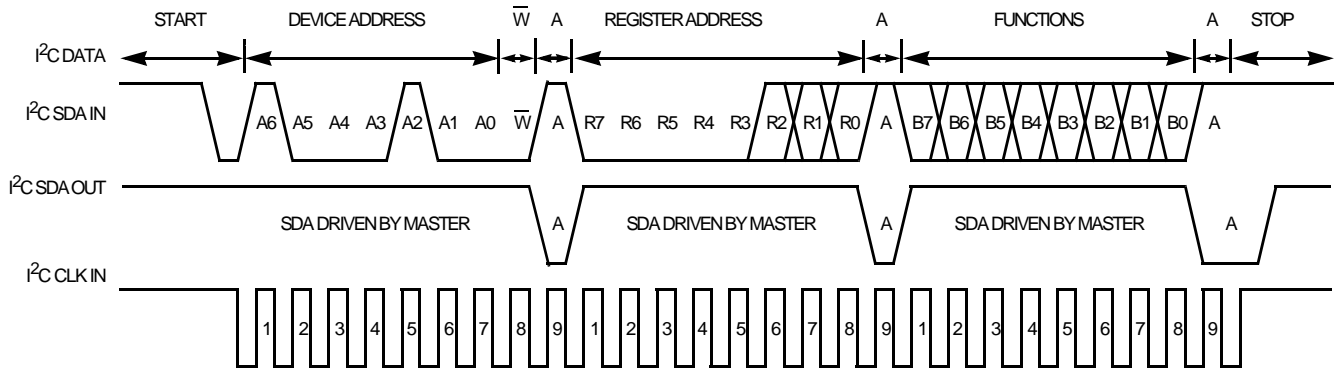 START DEVICE ADDRESS W̅ A REGISTER ADDRESS A FUNCTIONS A STOP
I²C DATA
I²C SDA IN A6 A5 A4 A3 A2 A1 A0 W̅ A R7 R6 R5 R4 R3 R2 R1 R0 A B7 B6 B5 B4 B3 B2 B1 B0 A
I²C SDA OUT
SDA DRIVEN BY MASTER A SDA DRIVEN BY MASTER A SDA DRIVEN BY MASTER A
I²C CLK IN
1 2 3 4 5 6 7 8 9 1 2 3 4 5 6 7 8 9 1 2 3 4 5 6 7 8 9